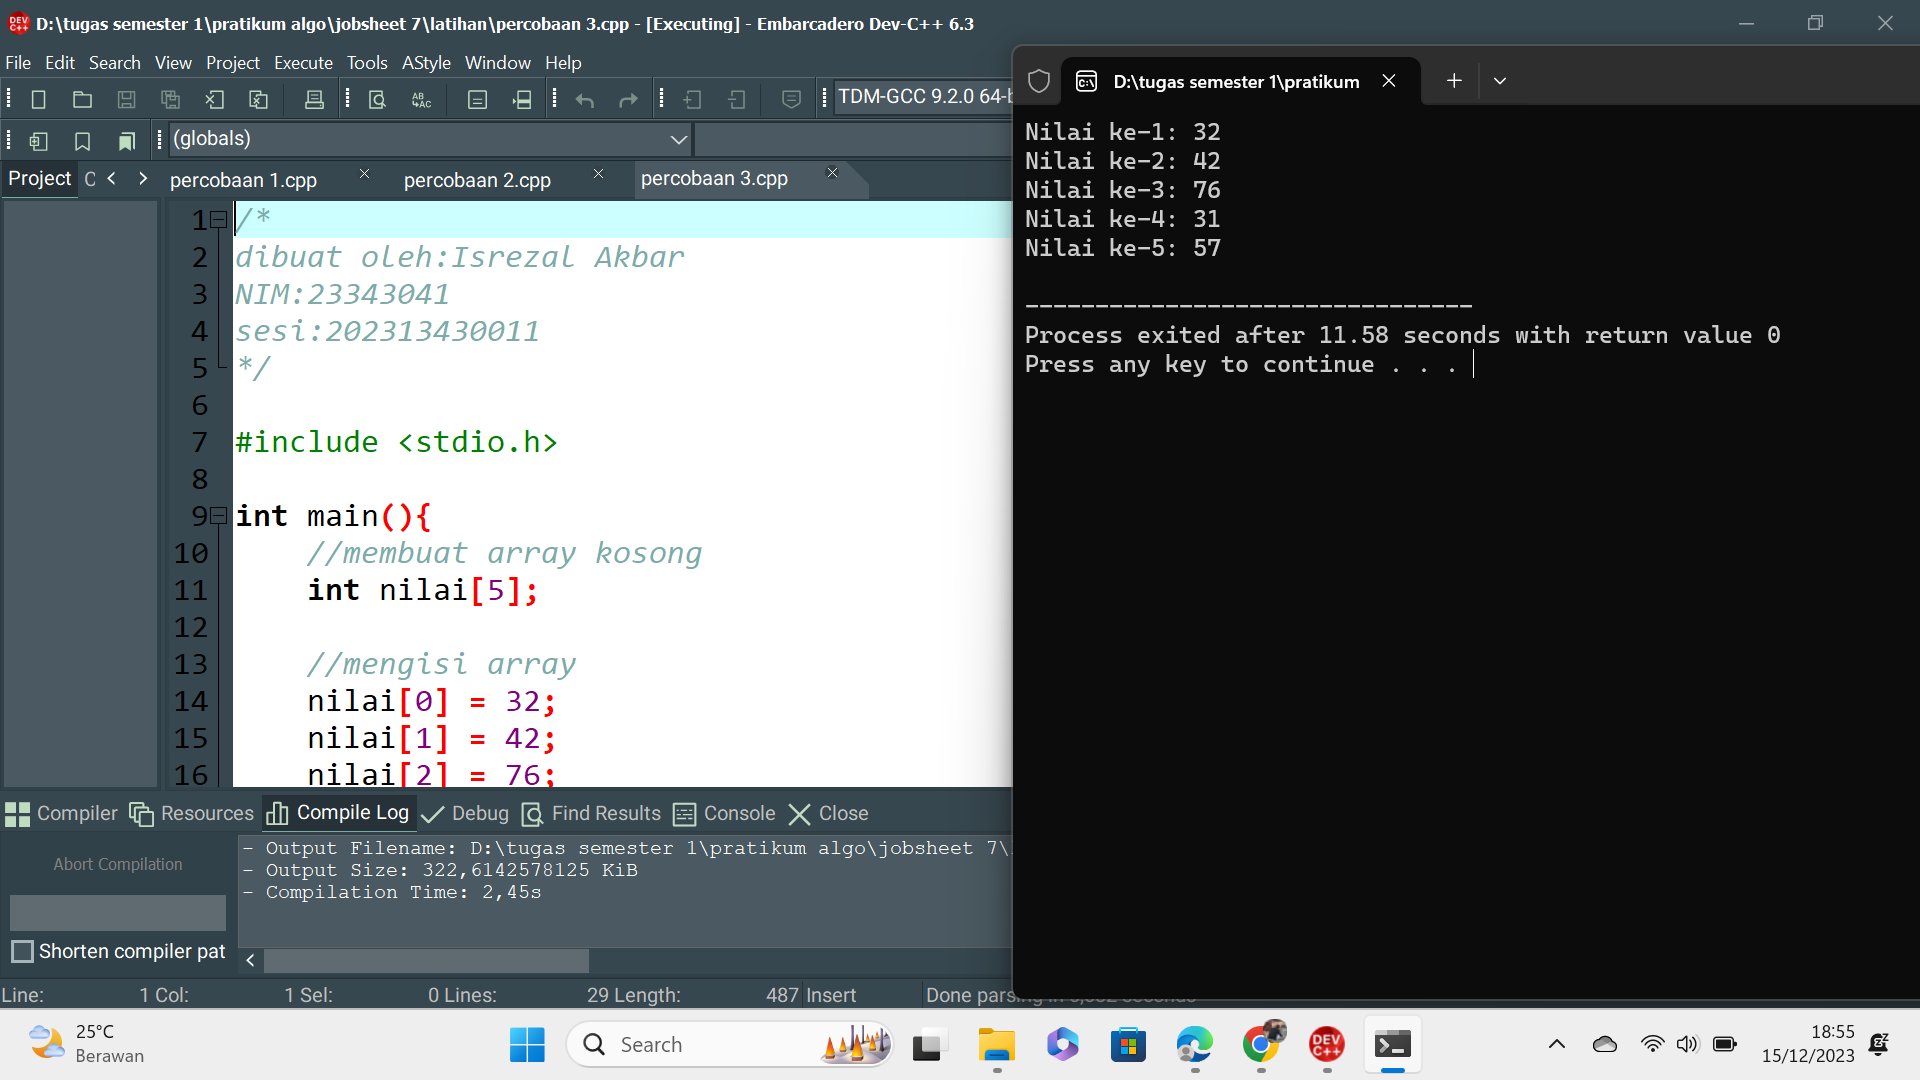 D:\tugas semester 1\pratikum algo\jobsheet 7\latihan\percobaan 3.cpp - [Executing] - Embarcadero Dev-C++ 6.3
File Edit Search View Project Execute Tools AStyle Window Help
TDM-GCC 9.2.0 64-b
(globals)
Project
percobaan 1.cpp
percobaan 2.cpp
percobaan 3.cpp
1 /*
2 dibuat oleh:Isrezal Akbar
3 NIM:23343041
4 sesi:202313430011
5 */
6
7 #include <stdio.h>
8
9 int main(){
10 //membuat array kosong
11 int nilai[5];
12
13 //mengisi array
14 nilai[0] = 32;
15 nilai[1] = 42;
16 nilai[2] = 76;
D:\tugas semester 1\pratikum
Nilai ke-1: 32
Nilai ke-2: 42
Nilai ke-3: 76
Nilai ke-4: 31
Nilai ke-5: 57
--------------------------------
Process exited after 11.58 seconds with return value 0
Press any key to continue . . .
Compiler Resources Compile Log Debug Find Results Console Close
Abort Compilation
Shorten compiler pat
- Output Filename: D:\tugas semester 1\pratikum algo\jobsheet 7\
- Output Size: 322,6142578125 KiB
- Compilation Time: 2,45s
Line: 1 Col: 1 Sel: 0 Lines: 29 Length: 487 Insert Done parsing
25°C
Berawan
Search
DEV C++
18:55
15/12/2023